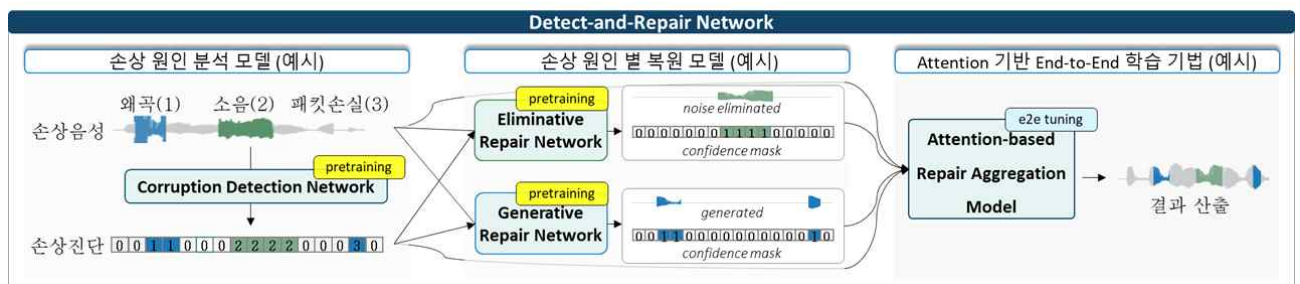 Detect-and-Repair Network
손상 원인 분석 모델 (예시)
왜곡(1) 소음(2) 패킷손실(3)
손상음성
pretraining
Corruption Detection Network
손상진단 0 0 1 1 0 0 0 2 2 2 2 0 0 0 3 0
손상 원인 별 복원 모델 (예시)
pretraining
Eliminative
Repair Network
noise eliminated
0 0 0 0 0 0 0 1 1 1 1 0 0 0 0 0
confidence mask
pretraining
Generative
Repair Network
generated
0 0 1 1 0 0 0 0 0 0 0 0 0 0 1 0
confidence mask
Attention 기반 End-to-End 학습 기법 (예시)
e2e tuning
Attention-based
Repair Aggregation
Model
결과 산출